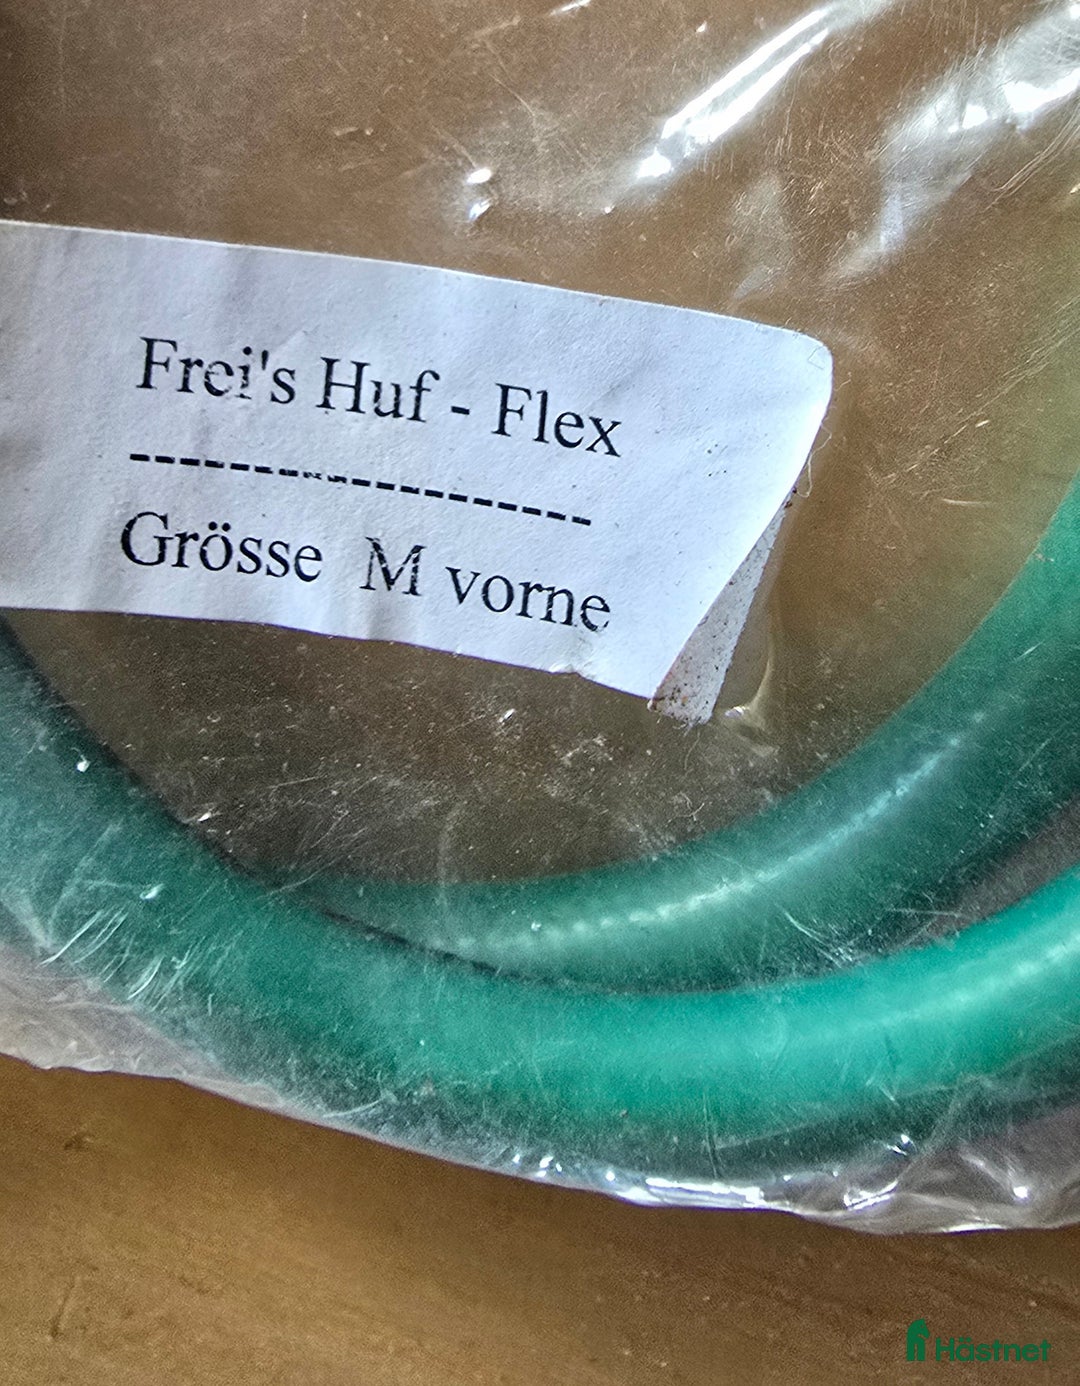 Frei's Huf - Flex
----------------------
Grösse M vorne
Hästnet